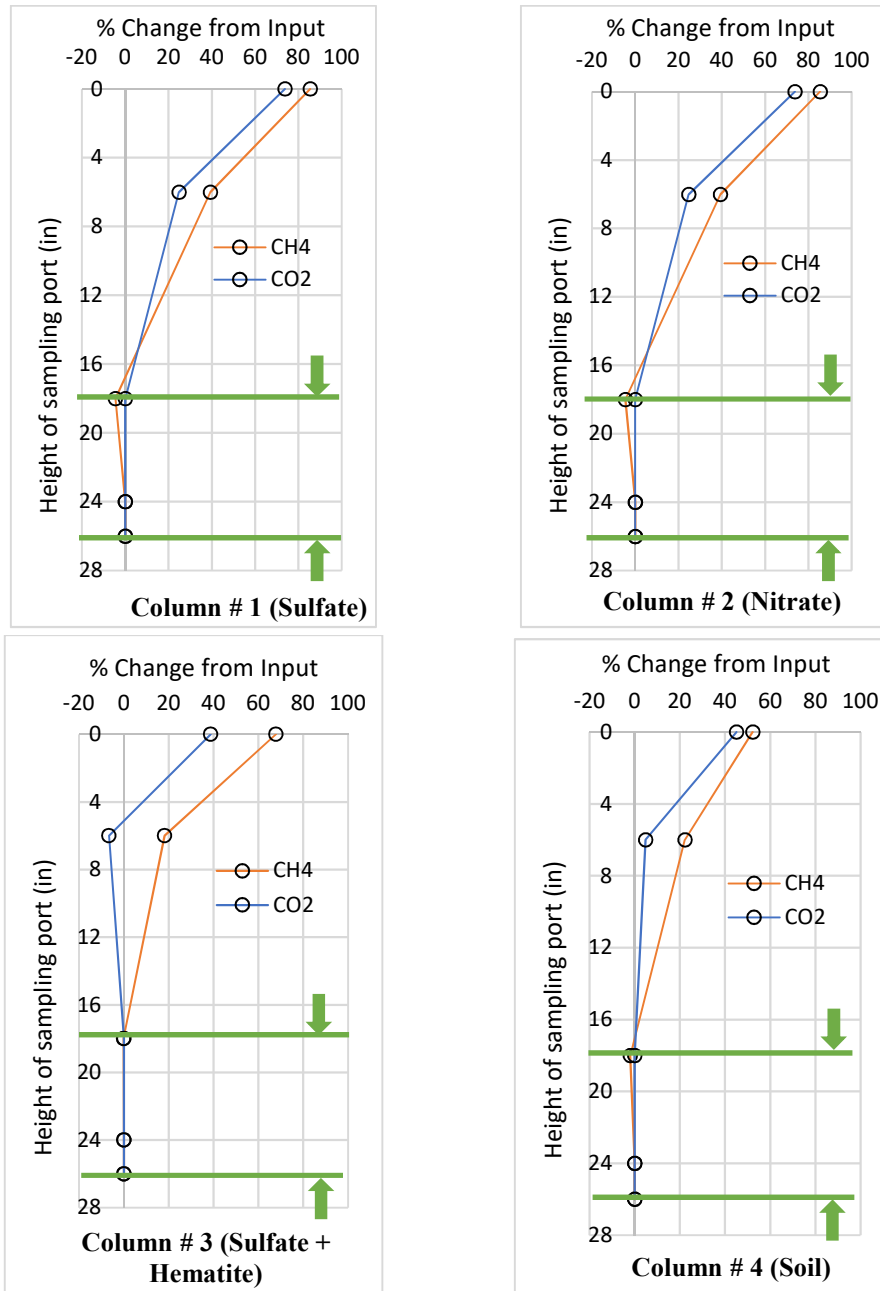 % Change from Input
-20 0 20 40 60 80 100
0
4
8
12
16
20
24
28
Height of sampling port (in)
CH4
CO2
Column # 1 (Sulfate)
% Change from Input
-20 0 20 40 60 80 100
0
4
8
12
16
20
24
28
Height of sampling port (in)
CH4
CO2
Column # 2 (Nitrate)
% Change from Input
-20 0 20 40 60 80 100
0
4
8
12
16
20
24
28
Height of sampling port (in)
CH4
CO2
Column # 3 (Sulfate +
Hematite)
% Change from Input
-20 0 20 40 60 80 100
0
4
8
12
16
20
24
28
Height of sampling port (in)
CH4
CO2
Column # 4 (Soil)